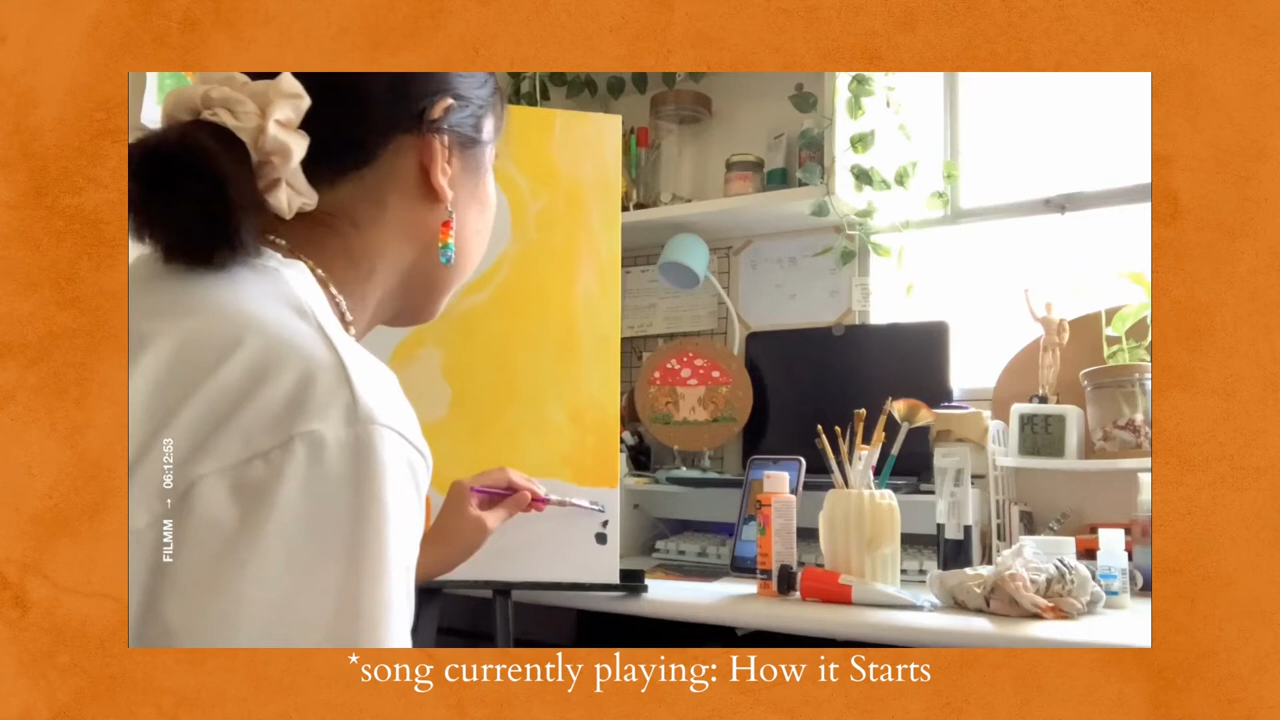 FILMM → 06:12:53
*song currently playing: How it Starts